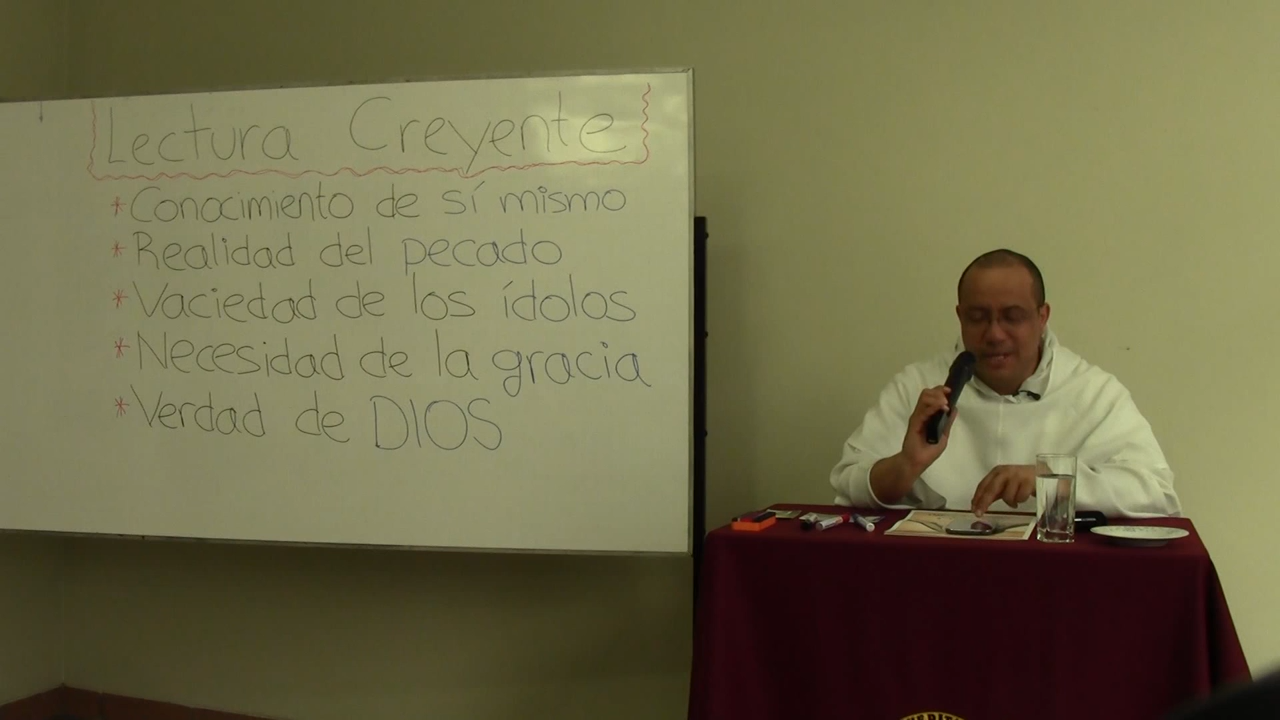 Lectura Creyente
* Conocimiento de sí mismo
* Realidad del pecado
* Vaciedad de los ídolos
* Necesidad de la gracia
* Verdad de DIOS